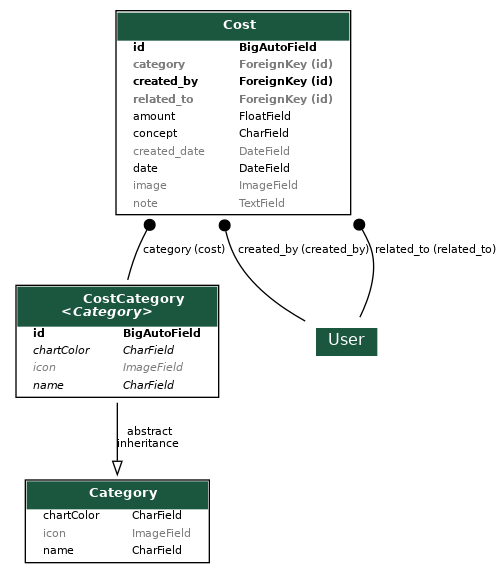 Cost
id BigAutoField
category ForeignKey (id)
created_by ForeignKey (id)
related_to ForeignKey (id)
amount FloatField
concept CharField
created_date DateField
date DateField
image ImageField
note TextField
category (cost) created_by (created_by) related_to (related_to)
CostCategory
<Category>
id BigAutoField
chartColor CharField
icon ImageField
name CharField
User
abstract
inheritance
Category
chartColor CharField
icon ImageField
name CharField